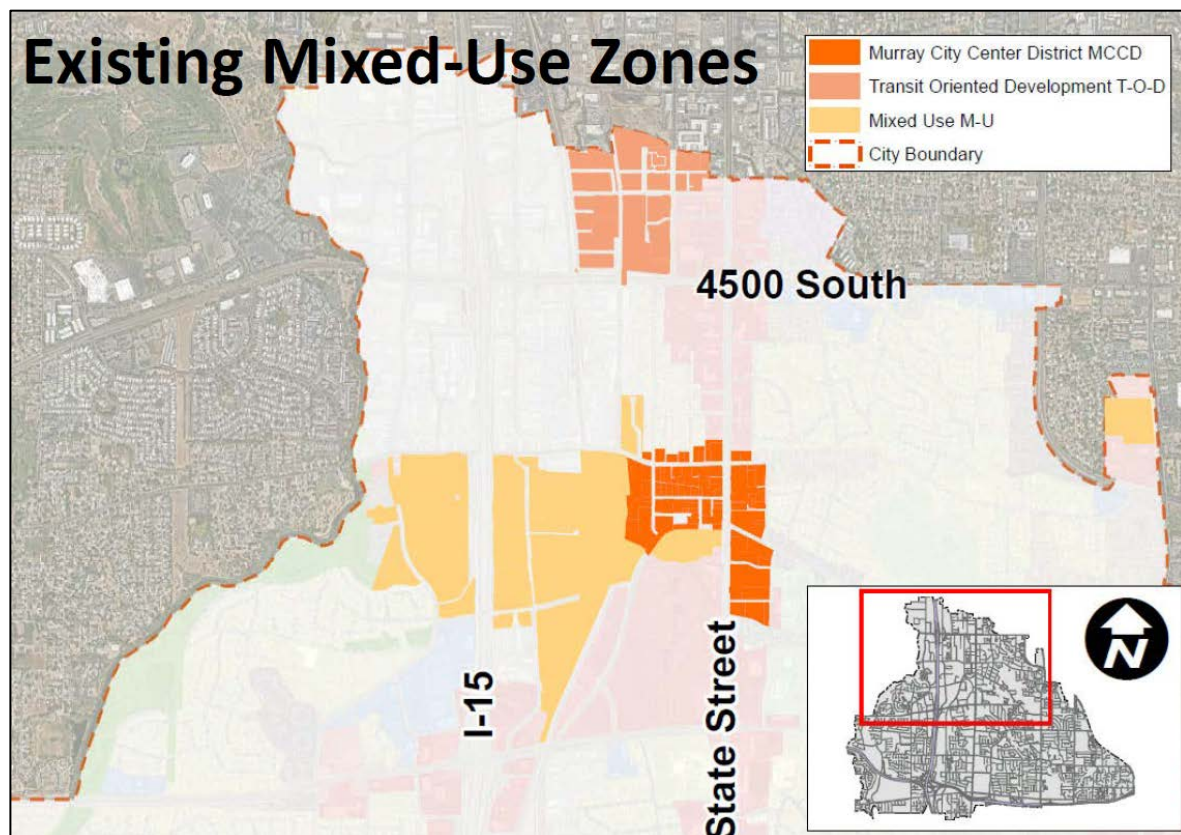 Existing Mixed-Use Zones
Murray City Center District MCCD
Transit Oriented Development T-O-D
Mixed Use M-U
City Boundary
4500 South
I-15
State Street
N